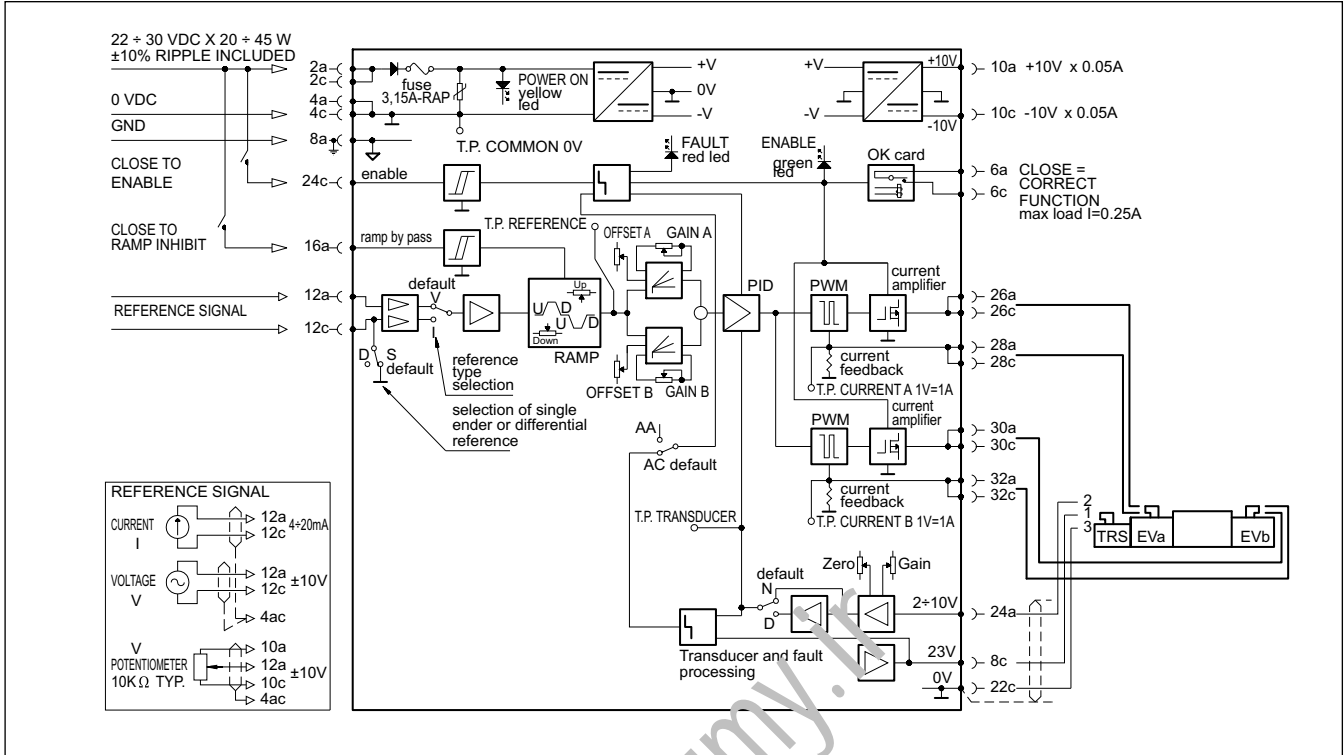 22 ÷ 30 VDC X 20 ÷ 45 W
±10% RIPPLE INCLUDED
0 VDC
GND
CLOSE TO
ENABLE
CLOSE TO
RAMP INHIBIT
REFERENCE SIGNAL
2a
2c
4a
4c
8a
24c
16a
12a
12c
fuse
3,15A-RAP
POWER ON
yellow
led
T.P. COMMON 0V
+V
0V
-V
+V
-V
+10V
-10V
10a +10V x 0.05A
10c -10V x 0.05A
FAULT
red led
ENABLE
green
led
OK card
6a CLOSE =
6c CORRECT
FUNCTION
max load I=0.25A
enable
ramp by pass
T.P. REFERENCE
OFFSET A
GAIN A
default
V
I
D
S
default
reference
type
selection
selection of single
ender or differential
reference
Up
U
D
U
D
Down
RAMP
OFFSET B
GAIN B
PID
PWM
current
amplifier
26a
26c
28a
28c
current
feedback
T.P. CURRENT A 1V=1A
PWM
current
amplifier
30a
30c
32a
32c
current
feedback
T.P. CURRENT B 1V=1A
AA
AC default
T.P. TRANSDUCER
default
N
D
Zero
Gain
2÷10V
24a
23V
8c
0V
22c
Transducer and fault
processing
2
1
3
TRS
EVa
EVb
REFERENCE SIGNAL
CURRENT
I
12a
12c
4÷20mA
VOLTAGE
V
12a
12c
±10V
4ac
V
POTENTIOMETER
10KΩ TYP.
10a
12a
10c
4ac
±10V